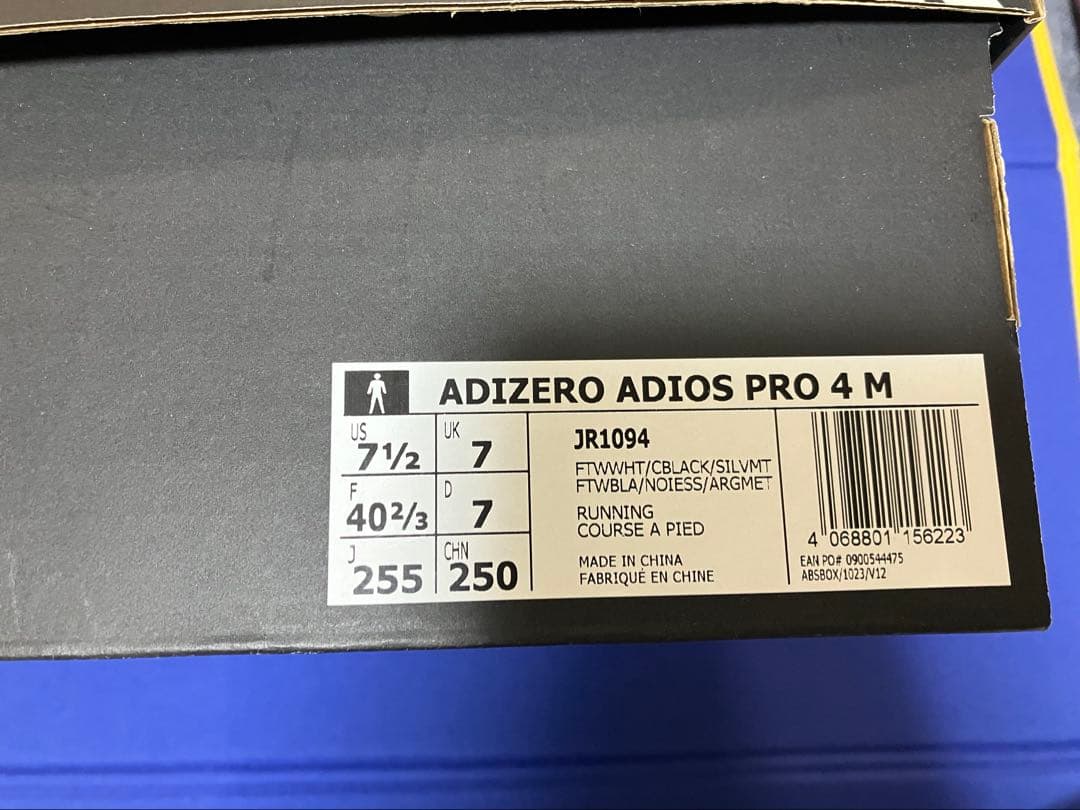 ADIZERO ADIOS PRO 4 M
US 7½ UK 7
F 40⅔ D 7
J 255 CHN 250
JR1094
FTWWHT/CBLACK/SILVMT
FTWBLA/NOIESS/ARGMET
RUNNING
COURSE A PIED
MADE IN CHINA
FABRIQUÉ EN CHINE
4 068801 156223
EAN PO# 0900544475
ABSBOX/1023/V12